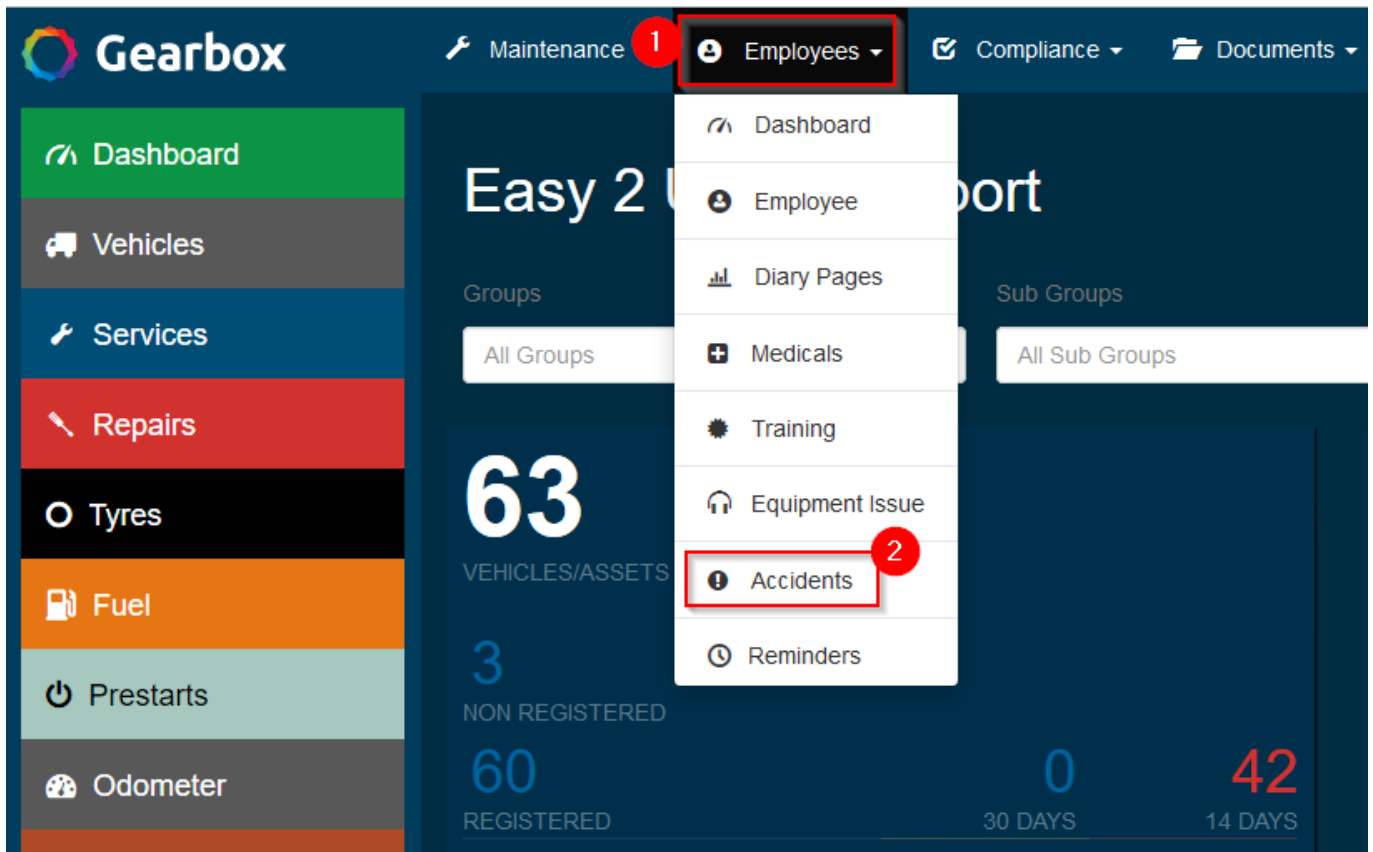 Gearbox
Maintenance 1 Employees Compliance Documents
Dashboard
Vehicles
Services
Repairs
Tyres
Fuel
Prestarts
Odometer
Dashboard
Employee
Diary Pages
Medicals
Training
Equipment Issue
2
Accidents
Reminders
Easy 2
Groups Sub Groups
All Groups All Sub Groups
63
VEHICLES/ASSETS
3
NON REGISTERED
60 0 42
REGISTERED 30 DAYS 14 DAYS